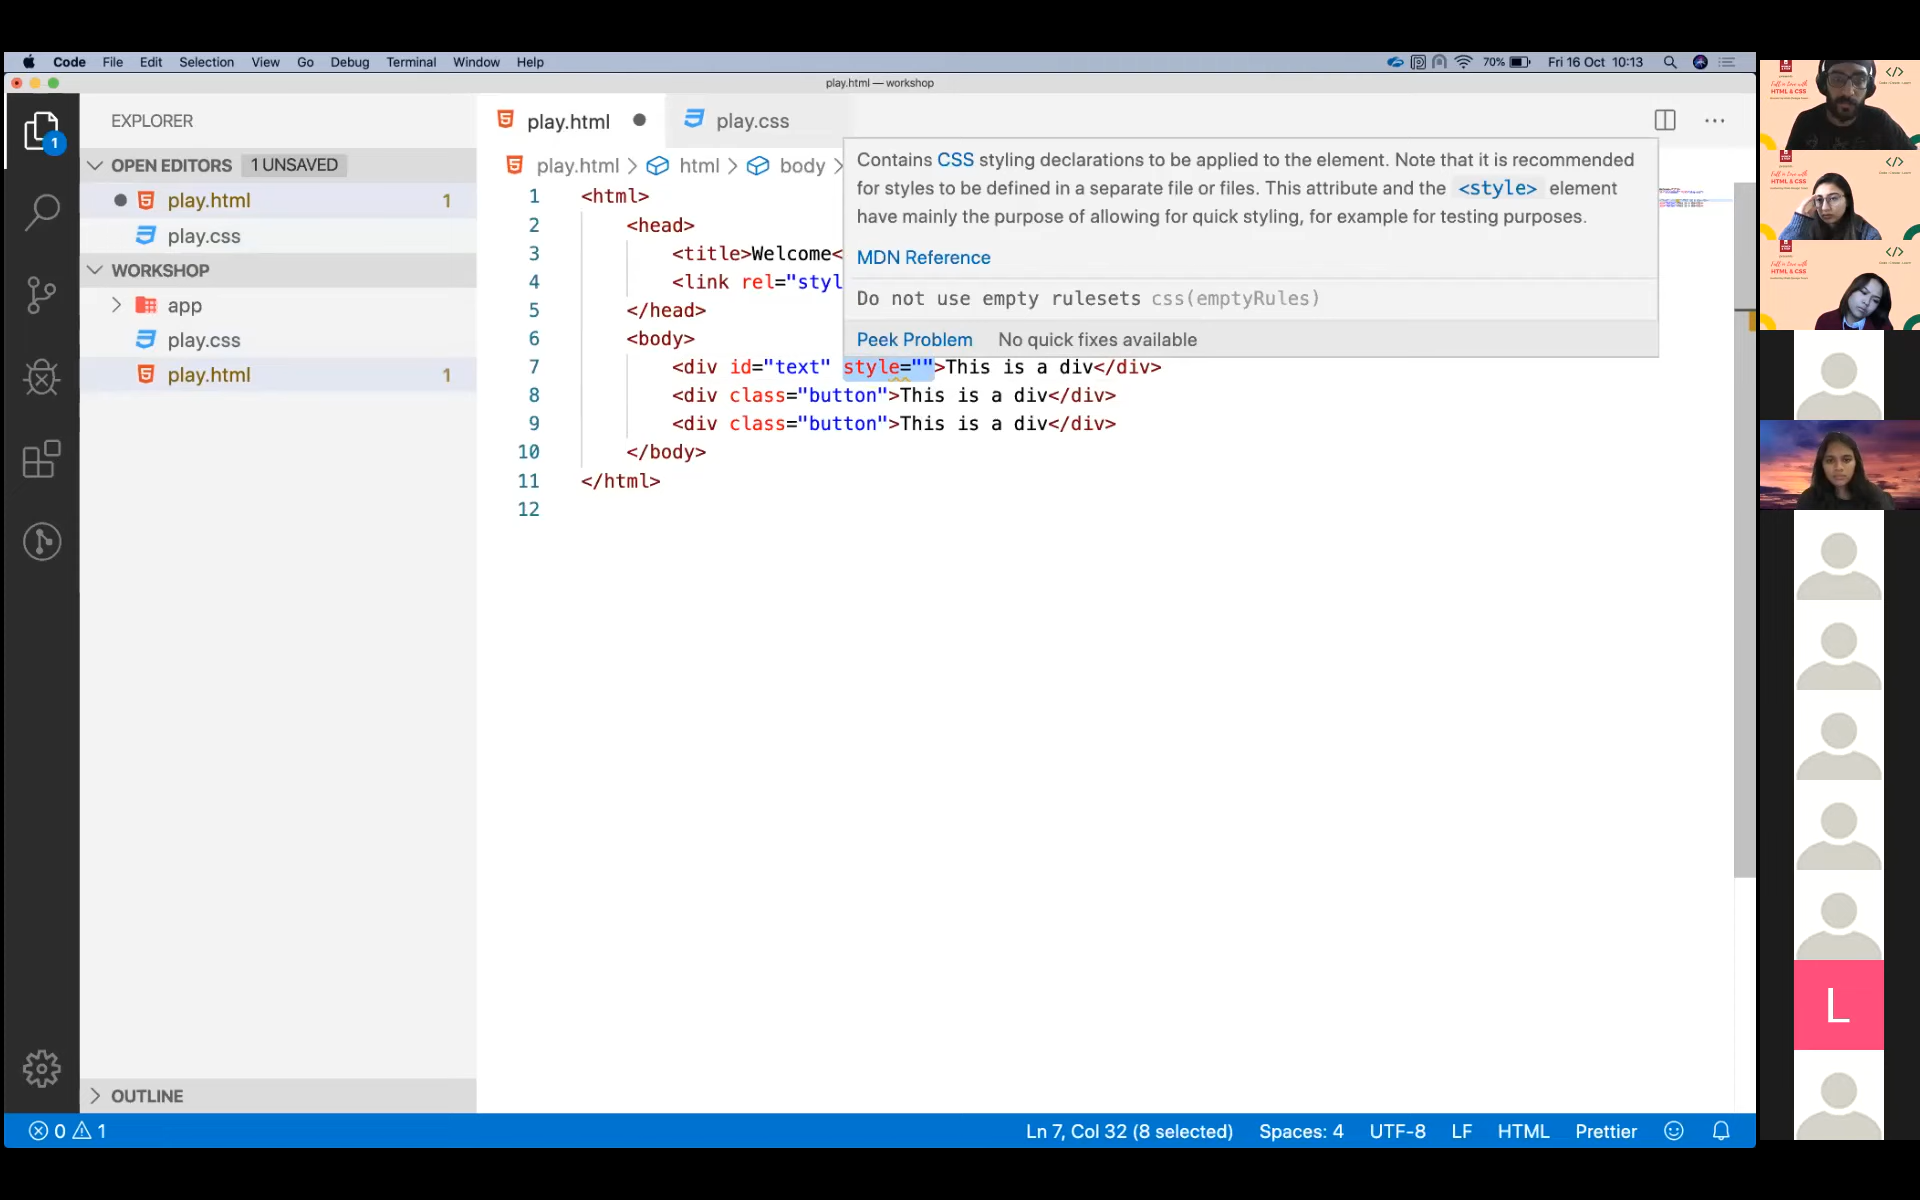 Code File Edit Selection View Go Debug Terminal Window Help
70% Fri 16 Oct 10:13
play.html — workshop
EXPLORER
OPEN EDITORS 1 UNSAVED
play.html 1
play.css
WORKSHOP
app
play.css
play.html 1
OUTLINE
1
play.html
play.css
play.html > html > body >
1 <html>
2 <head>
3 <title>Welcome<
4 <link rel="styl
5 </head>
6 <body>
7 <div id="text" style="">This is a div</div>
8 <div class="button">This is a div</div>
9 <div class="button">This is a div</div>
10 </body>
11 </html>
12
Contains CSS styling declarations to be applied to the element. Note that it is recommended
for styles to be defined in a separate file or files. This attribute and the <style> element
have mainly the purpose of allowing for quick styling, for example for testing purposes.
MDN Reference
Do not use empty rulesets css(emptyRules)
Peek Problem No quick fixes available
0 1
Ln 7, Col 32 (8 selected) Spaces: 4 UTF-8 LF HTML Prettier
HTML & CSS
</>
HTML & CSS
</>
HTML & CSS
</>
L